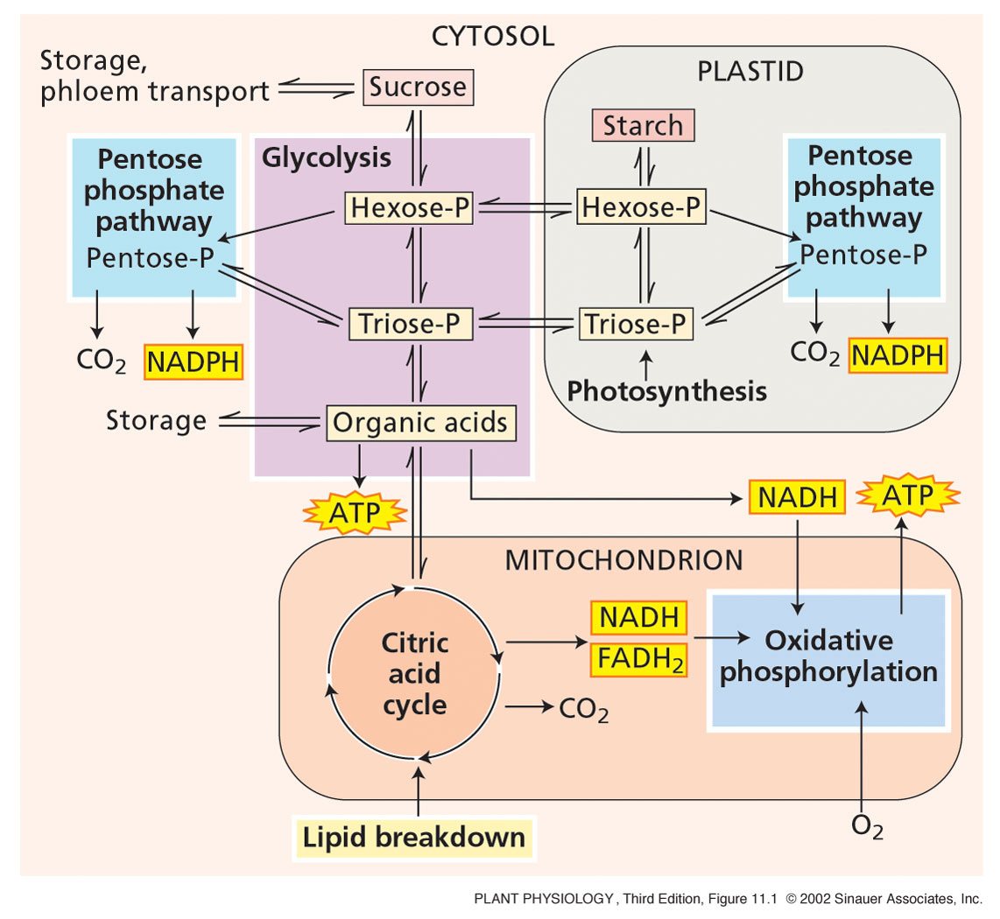 CYTOSOL
Storage,
phloem transport
Sucrose
PLASTID
Starch
Pentose
phosphate
pathway
Pentose-P
Glycolysis
Hexose-P
Hexose-P
Pentose
phosphate
pathway
Pentose-P
Triose-P
Triose-P
CO₂
NADPH
CO₂
NADPH
Photosynthesis
Storage
Organic acids
ATP
NADH
ATP
MITOCHONDRION
Citric
acid
cycle
NADH
FADH₂
CO₂
Oxidative
phosphorylation
Lipid breakdown
O₂
PLANT PHYSIOLOGY, Third Edition, Figure 11.1 © 2002 Sinauer Associates, Inc.